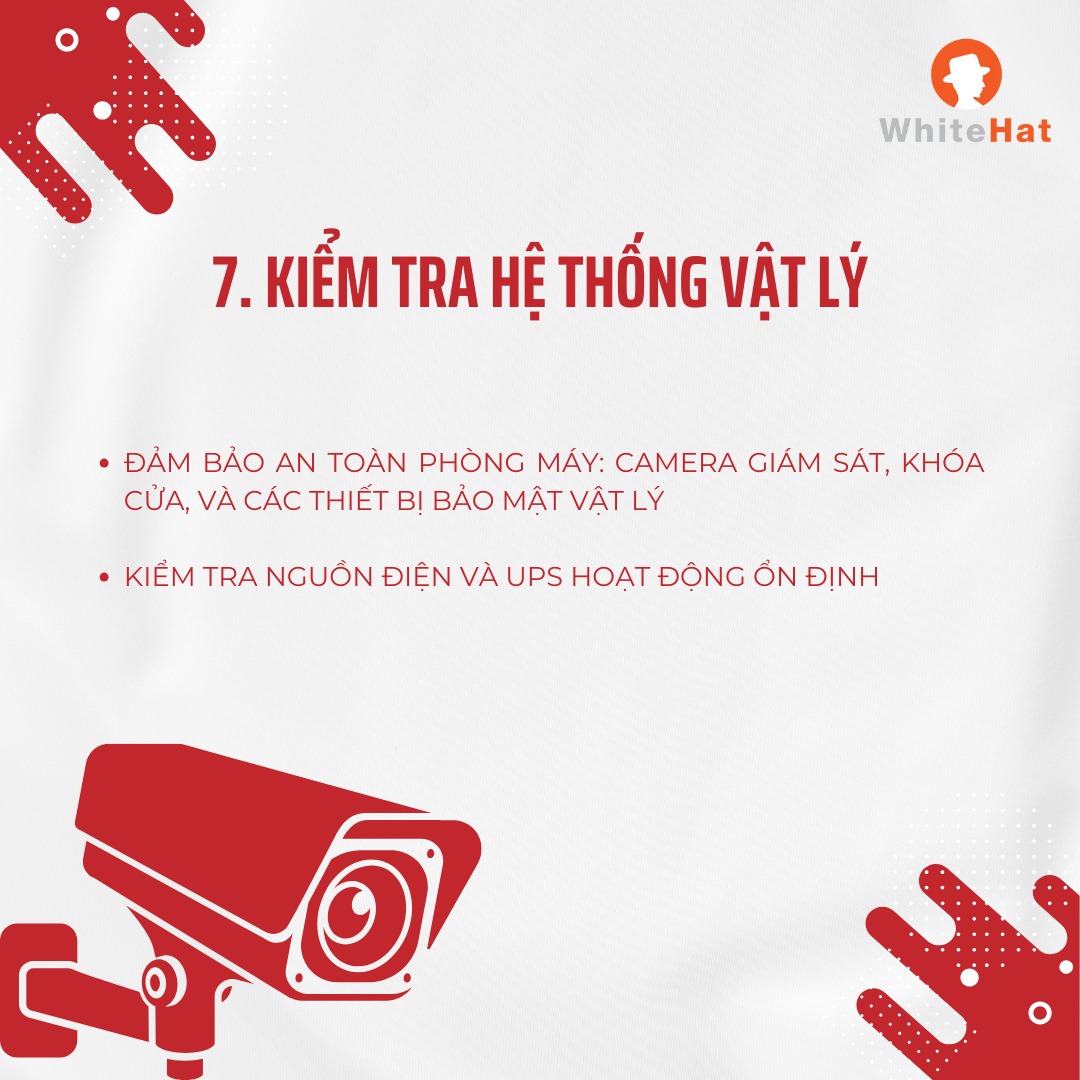 WhiteHat
7. KIỂM TRA HỆ THỐNG VẬT LÝ
• ĐẢM BẢO AN TOÀN PHÒNG MÁY: CAMERA GIÁM SÁT, KHÓA
CỬA, VÀ CÁC THIẾT BỊ BẢO MẬT VẬT LÝ
• KIỂM TRA NGUỒN ĐIỆN VÀ UPS HOẠT ĐỘNG ỔN ĐỊNH